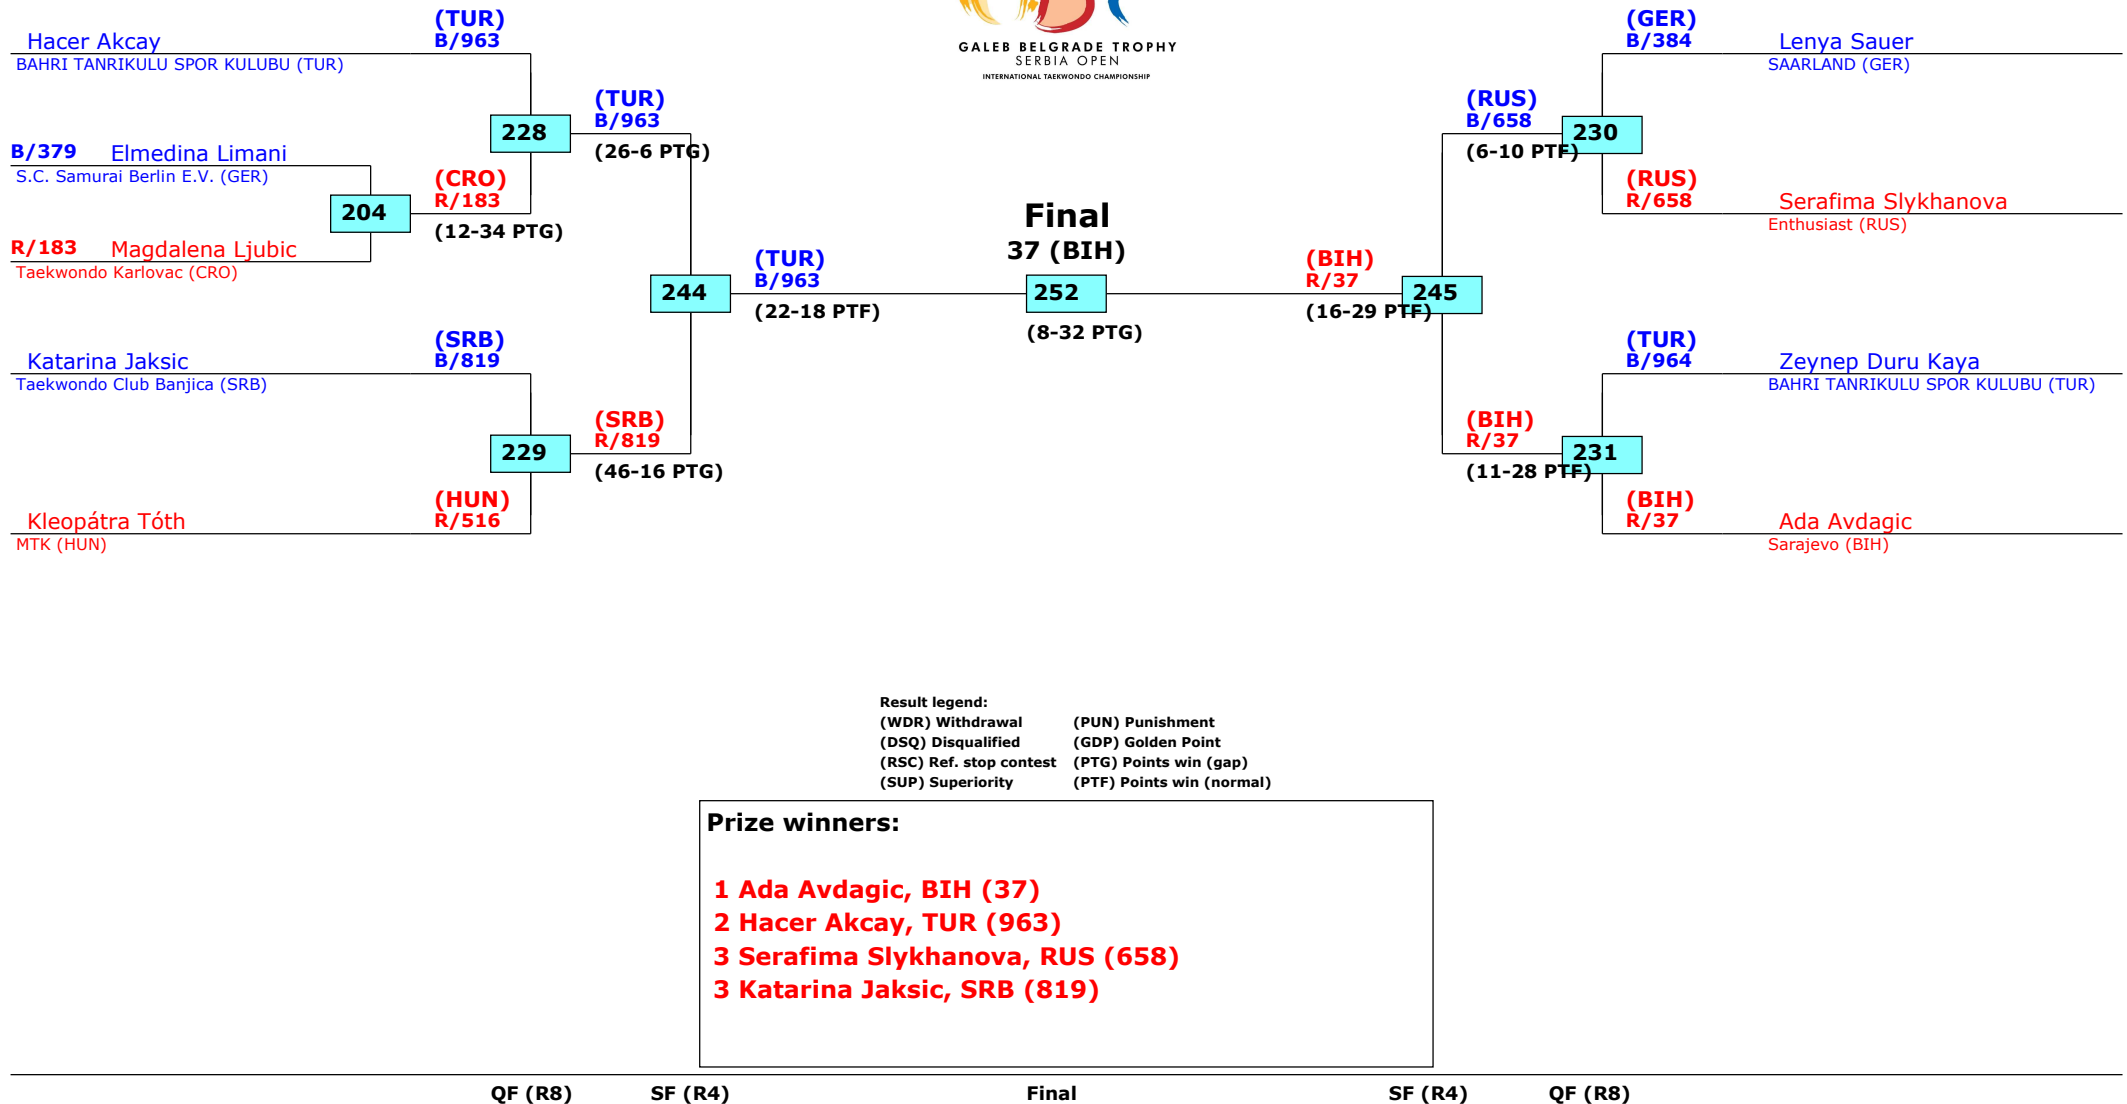 GALEB BELGRADE TROPHY
SERBIA OPEN
INTERNATIONAL TAEKWONDO CHAMPIONSHIP
Hacer Akcay
BAHRI TANRIKULU SPOR KULUBU (TUR)
(TUR)
B/963
B/379 Elmedina Limani
S.C. Samurai Berlin E.V. (GER)
204
R/183 Magdalena Ljubic
Taekwondo Karlovac (CRO)
(CRO)
R/183
(12-34 PTG)
228
(TUR)
B/963
(26-6 PTG)
Katarina Jaksic
Taekwondo Club Banjica (SRB)
(SRB)
B/819
229
Kleopátra Tóth
MTK (HUN)
(HUN)
R/516
(SRB)
R/819
(46-16 PTG)
244
(TUR)
B/963
(22-18 PTF)
Final
37 (BIH)
252
(8-32 PTG)
(BIH)
R/37
(16-29 PTF)
245
(RUS)
B/658
(6-10 PTF)
230
(GER)
B/384
Lenya Sauer
SAARLAND (GER)
(RUS)
R/658
Serafima Slykhanova
Enthusiast (RUS)
(BIH)
R/37
(11-28 PTF)
231
(TUR)
B/964
Zeynep Duru Kaya
BAHRI TANRIKULU SPOR KULUBU (TUR)
(BIH)
R/37
Ada Avdagic
Sarajevo (BIH)
Result legend:
(WDR) Withdrawal (PUN) Punishment
(DSQ) Disqualified (GDP) Golden Point
(RSC) Ref. stop contest (PTG) Points win (gap)
(SUP) Superiority (PTF) Points win (normal)
Prize winners:
1 Ada Avdagic, BIH (37)
2 Hacer Akcay, TUR (963)
3 Serafima Slykhanova, RUS (658)
3 Katarina Jaksic, SRB (819)
QF (R8) SF (R4) Final SF (R4) QF (R8)